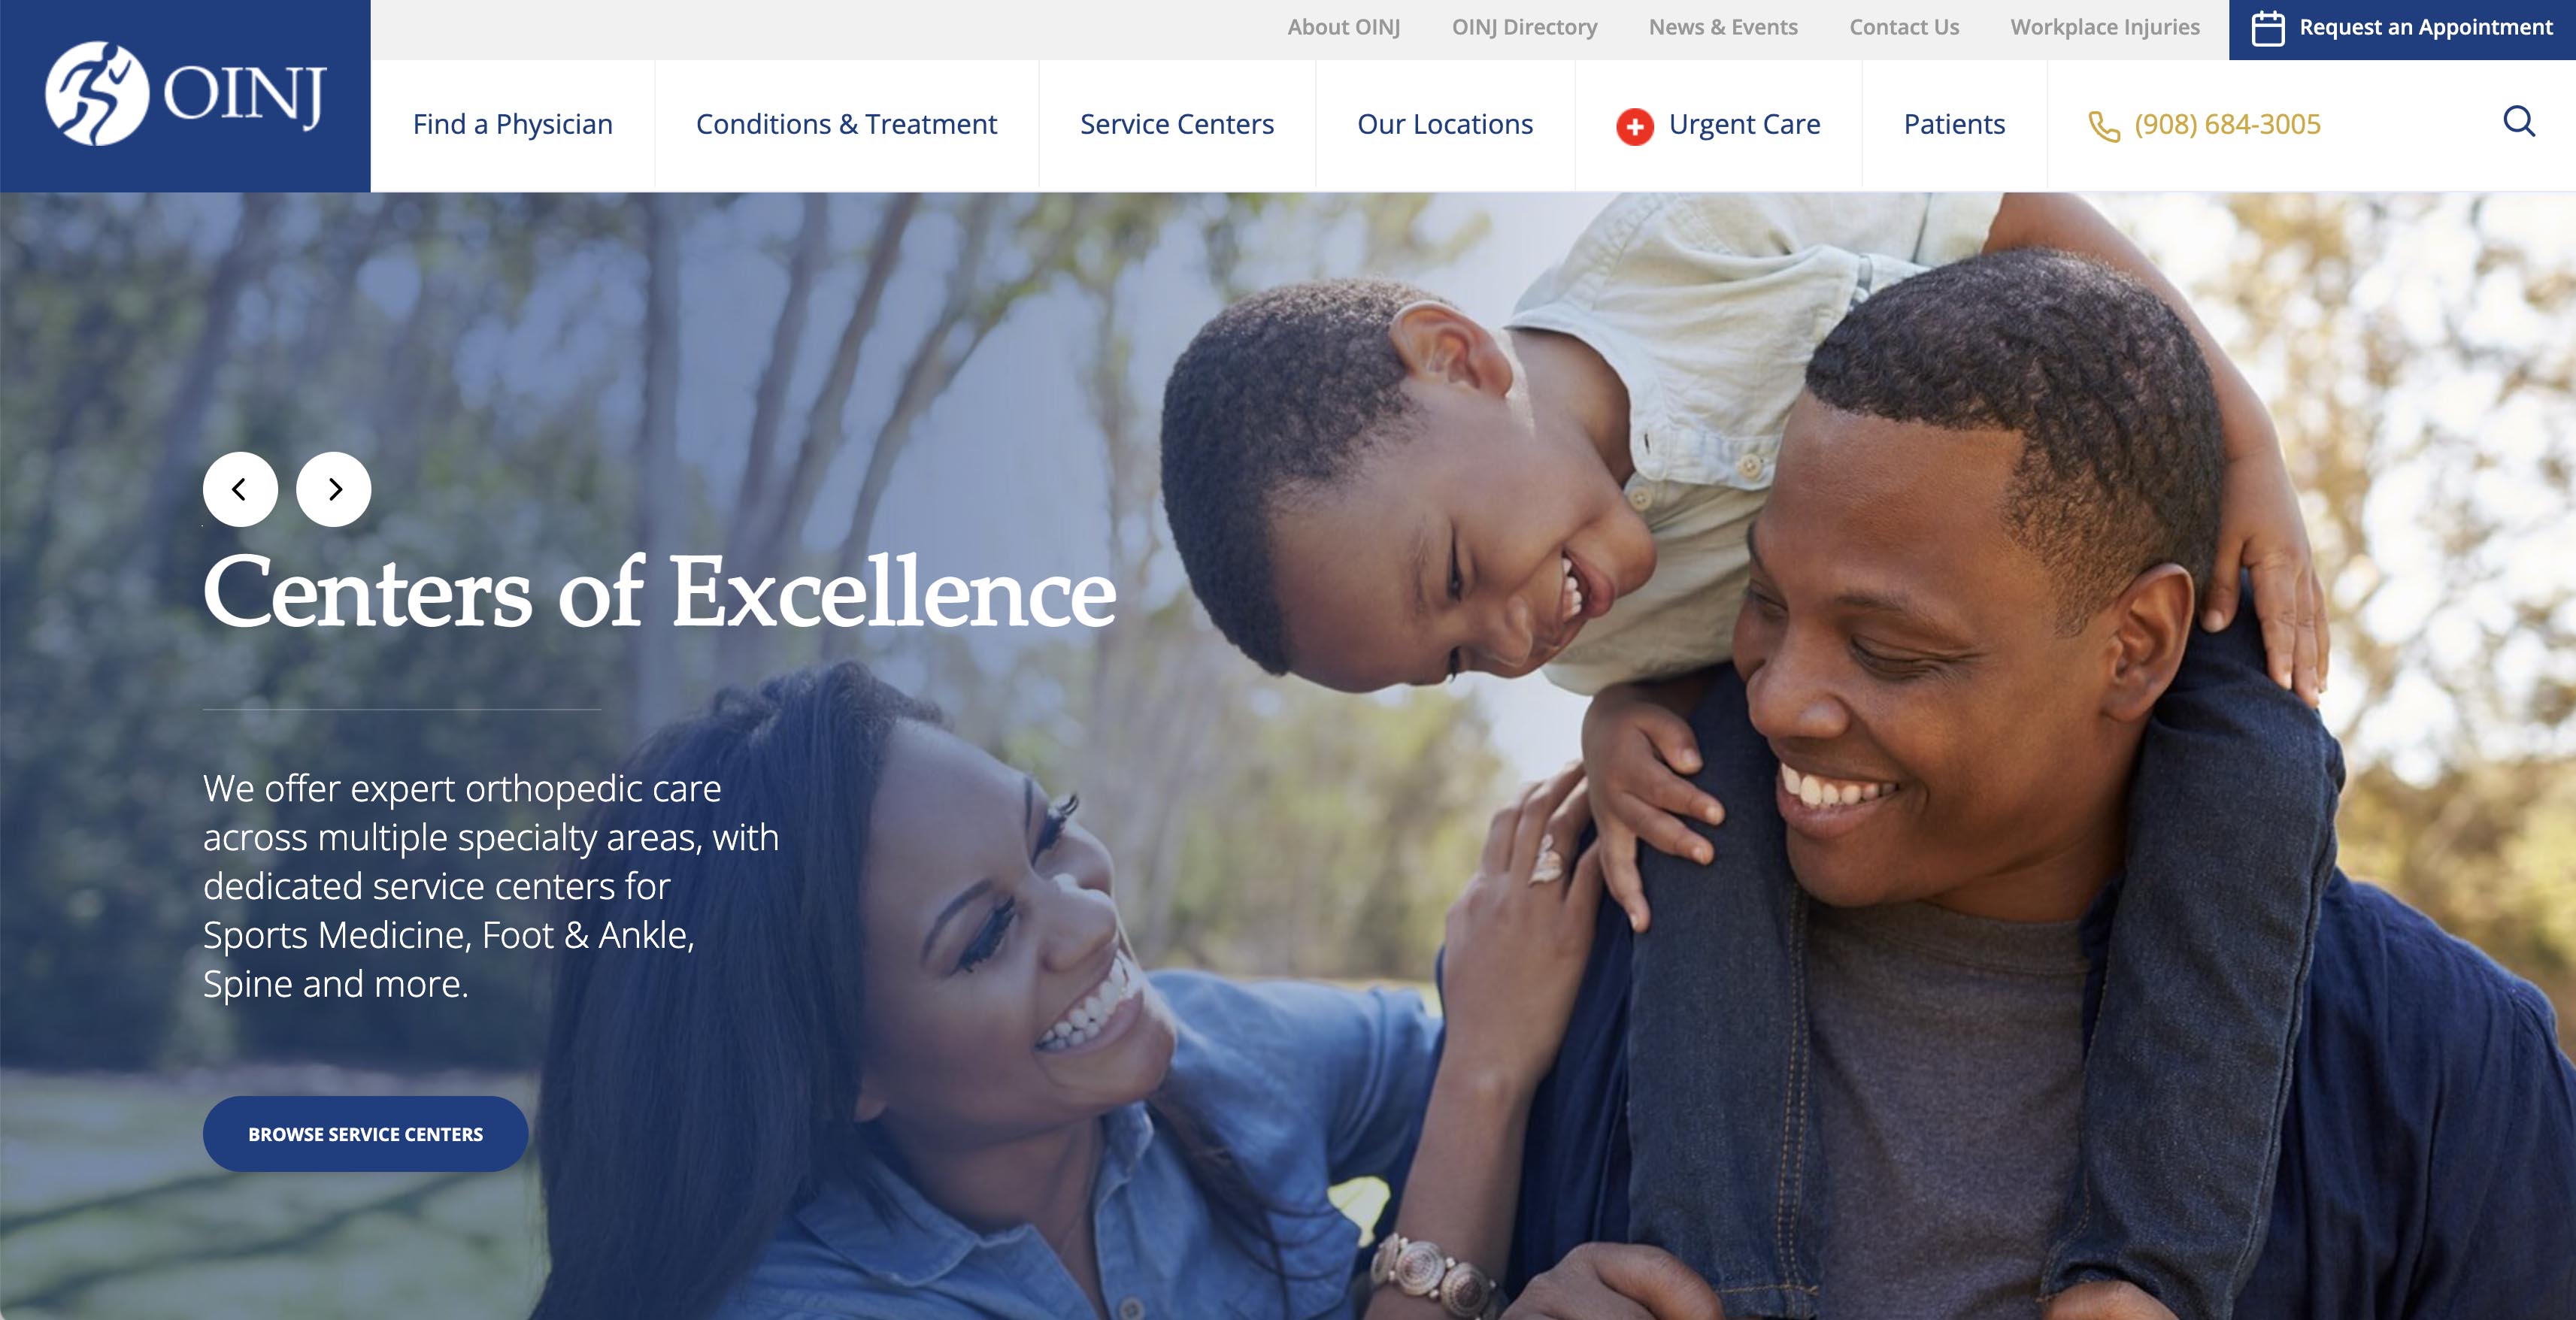 About OINJ
OINJ Directory
News & Events
Contact Us
Workplace Injuries
Request an Appointment
OINJ
Find a Physician
Conditions & Treatment
Service Centers
Our Locations
Urgent Care
Patients
(908) 684-3005
Centers of Excellence
We offer expert orthopedic care
across multiple specialty areas, with
dedicated service centers for
Sports Medicine, Foot & Ankle,
Spine and more.
BROWSE SERVICE CENTERS